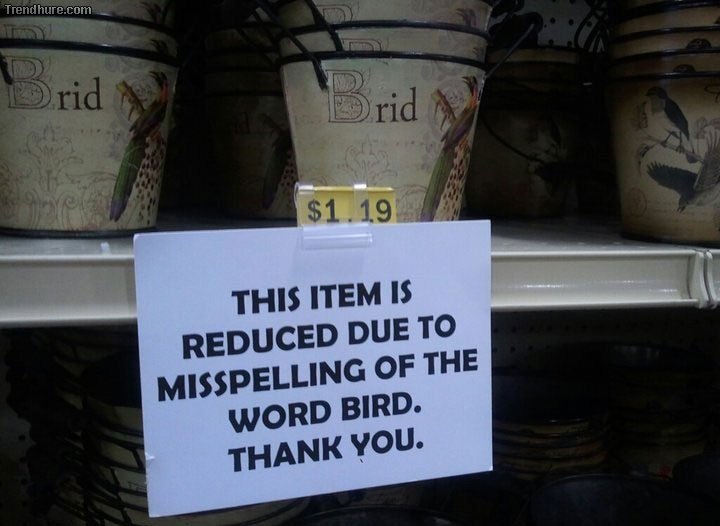 Trendhure.com
Brid
Brid
$1.19
THIS ITEM IS
REDUCED DUE TO
MISSPELLING OF THE
WORD BIRD.
THANK YOU.